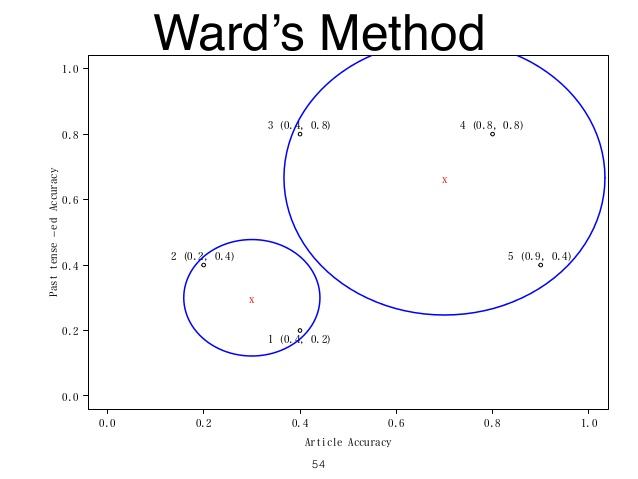 Ward's Method
1.0
3 (0.4, 0.8)
4 (0.8, 0.8)
0.8
Past tense -ed Accuracy
0.6
2 (0.2, 0.4)
5 (0.9, 0.4)
0.4
x
x
0.2
1 (0.4, 0.2)
0.0
0.0 0.2 0.4 0.6 0.8 1.0
Article Accuracy
54